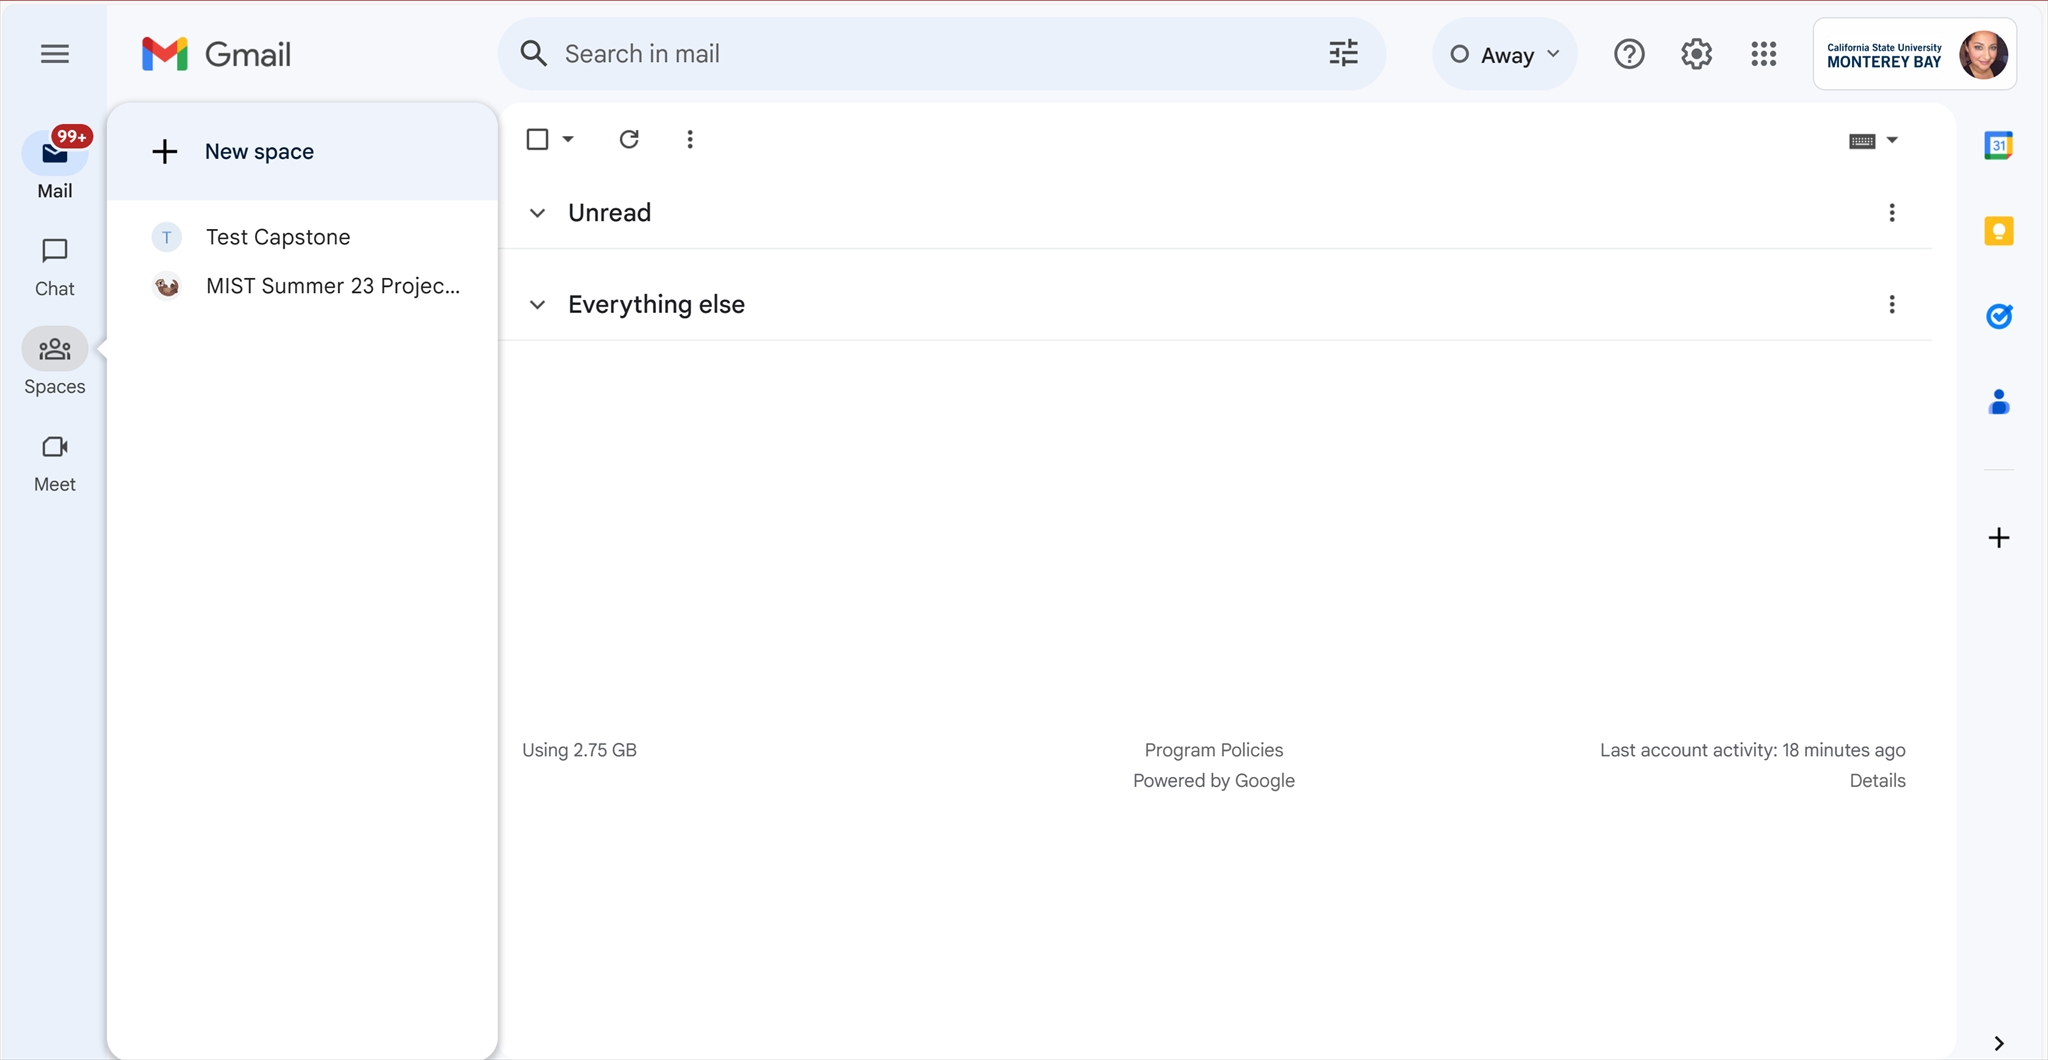 Gmail
Search in mail
Away
California State University
MONTEREY BAY
99+
Mail
Chat
Spaces
Meet
New space
T
Test Capstone
MIST Summer 23 Projec...
Unread
Everything else
Using 2.75 GB
Program Policies
Powered by Google
Last account activity: 18 minutes ago
Details
31